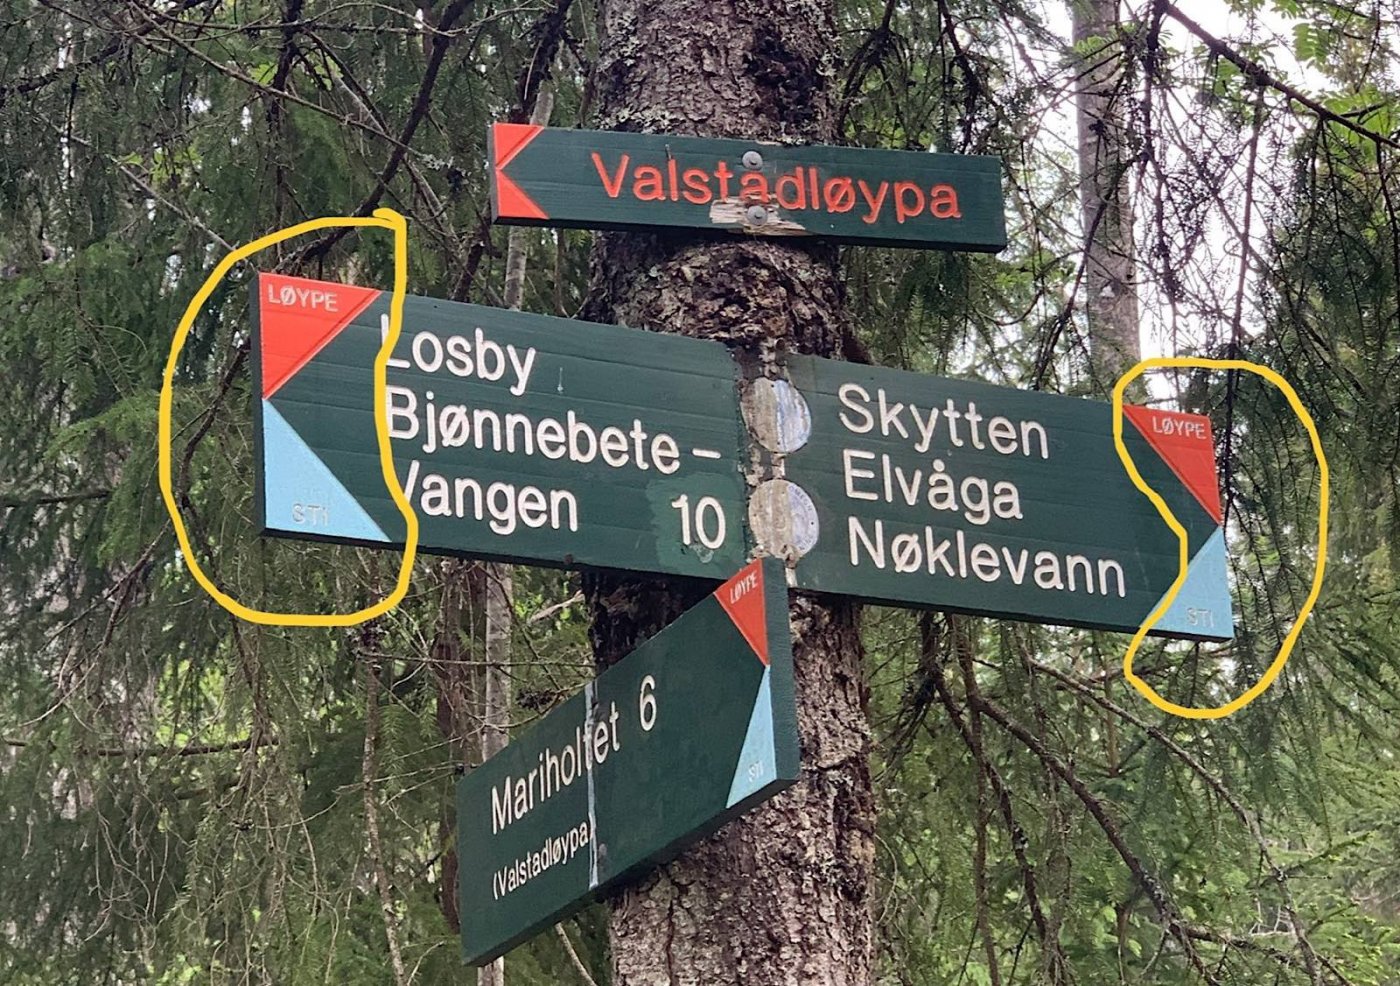 Valstadløypa
LØYPE
Losby
Bjønnebete –
Vangen 10
STI
Skytten
Elvåga
Nøklevann
LØYPE
STI
LØYPE
Mariholtet 6
(Valstadløypa)
STI